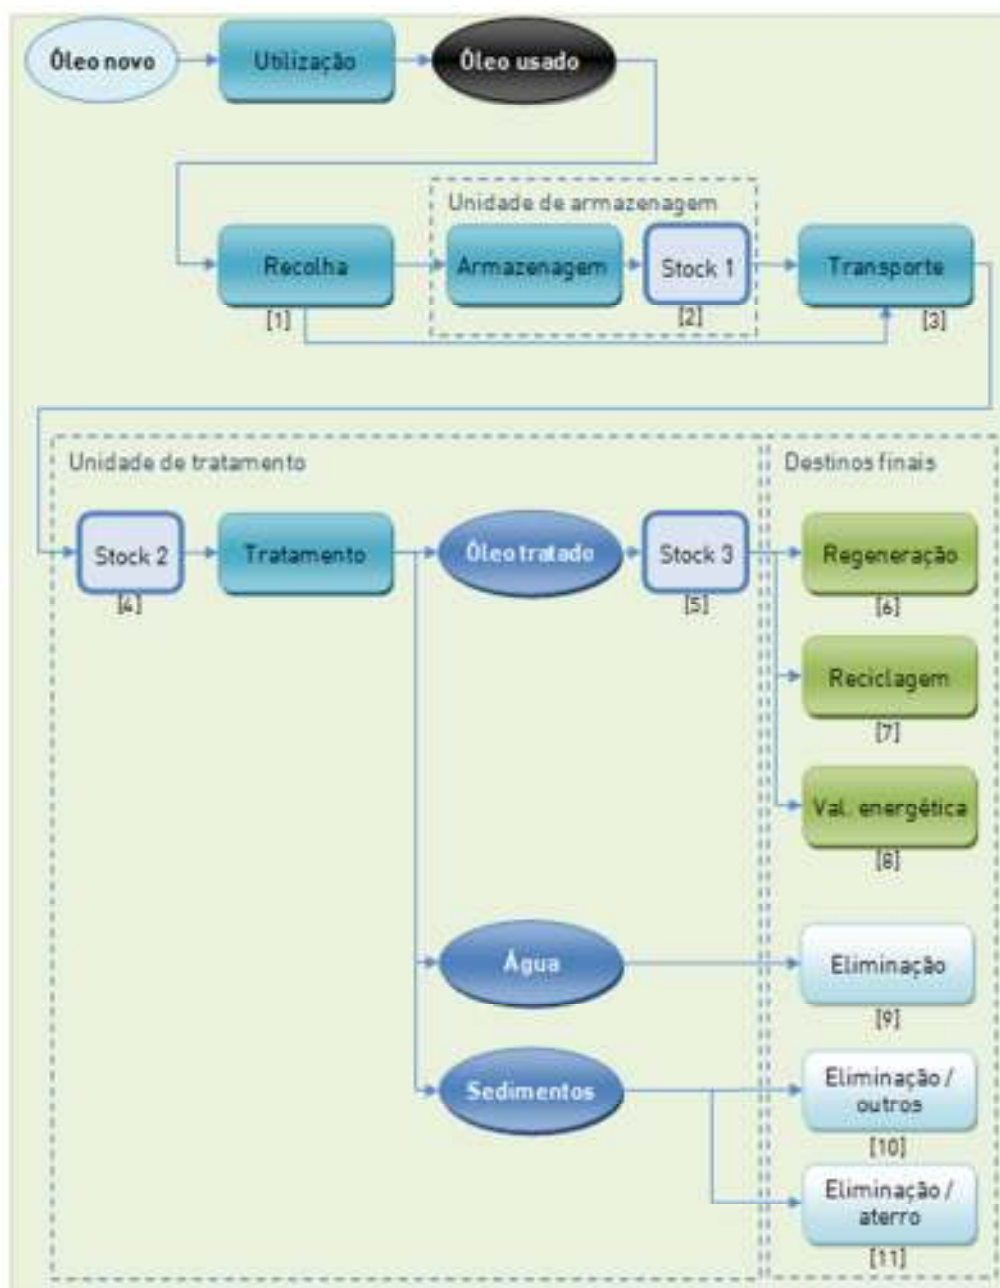 Óleo novo
Utilização
Óleo usado
Unidade de armazenagem
Recolha
Armazenagem
Stock 1
Transporte
[1]
[2]
[3]
Unidade de tratamento
Destinos finais
Stock 2
Tratamento
Óleo tratado
Stock 3
Regeneração
[4]
[5]
[6]
Reciclagem
[7]
Val. energética
[8]
Água
Eliminação
[9]
Sedimentos
Eliminação /
outros
[10]
Eliminação /
aterro
[11]